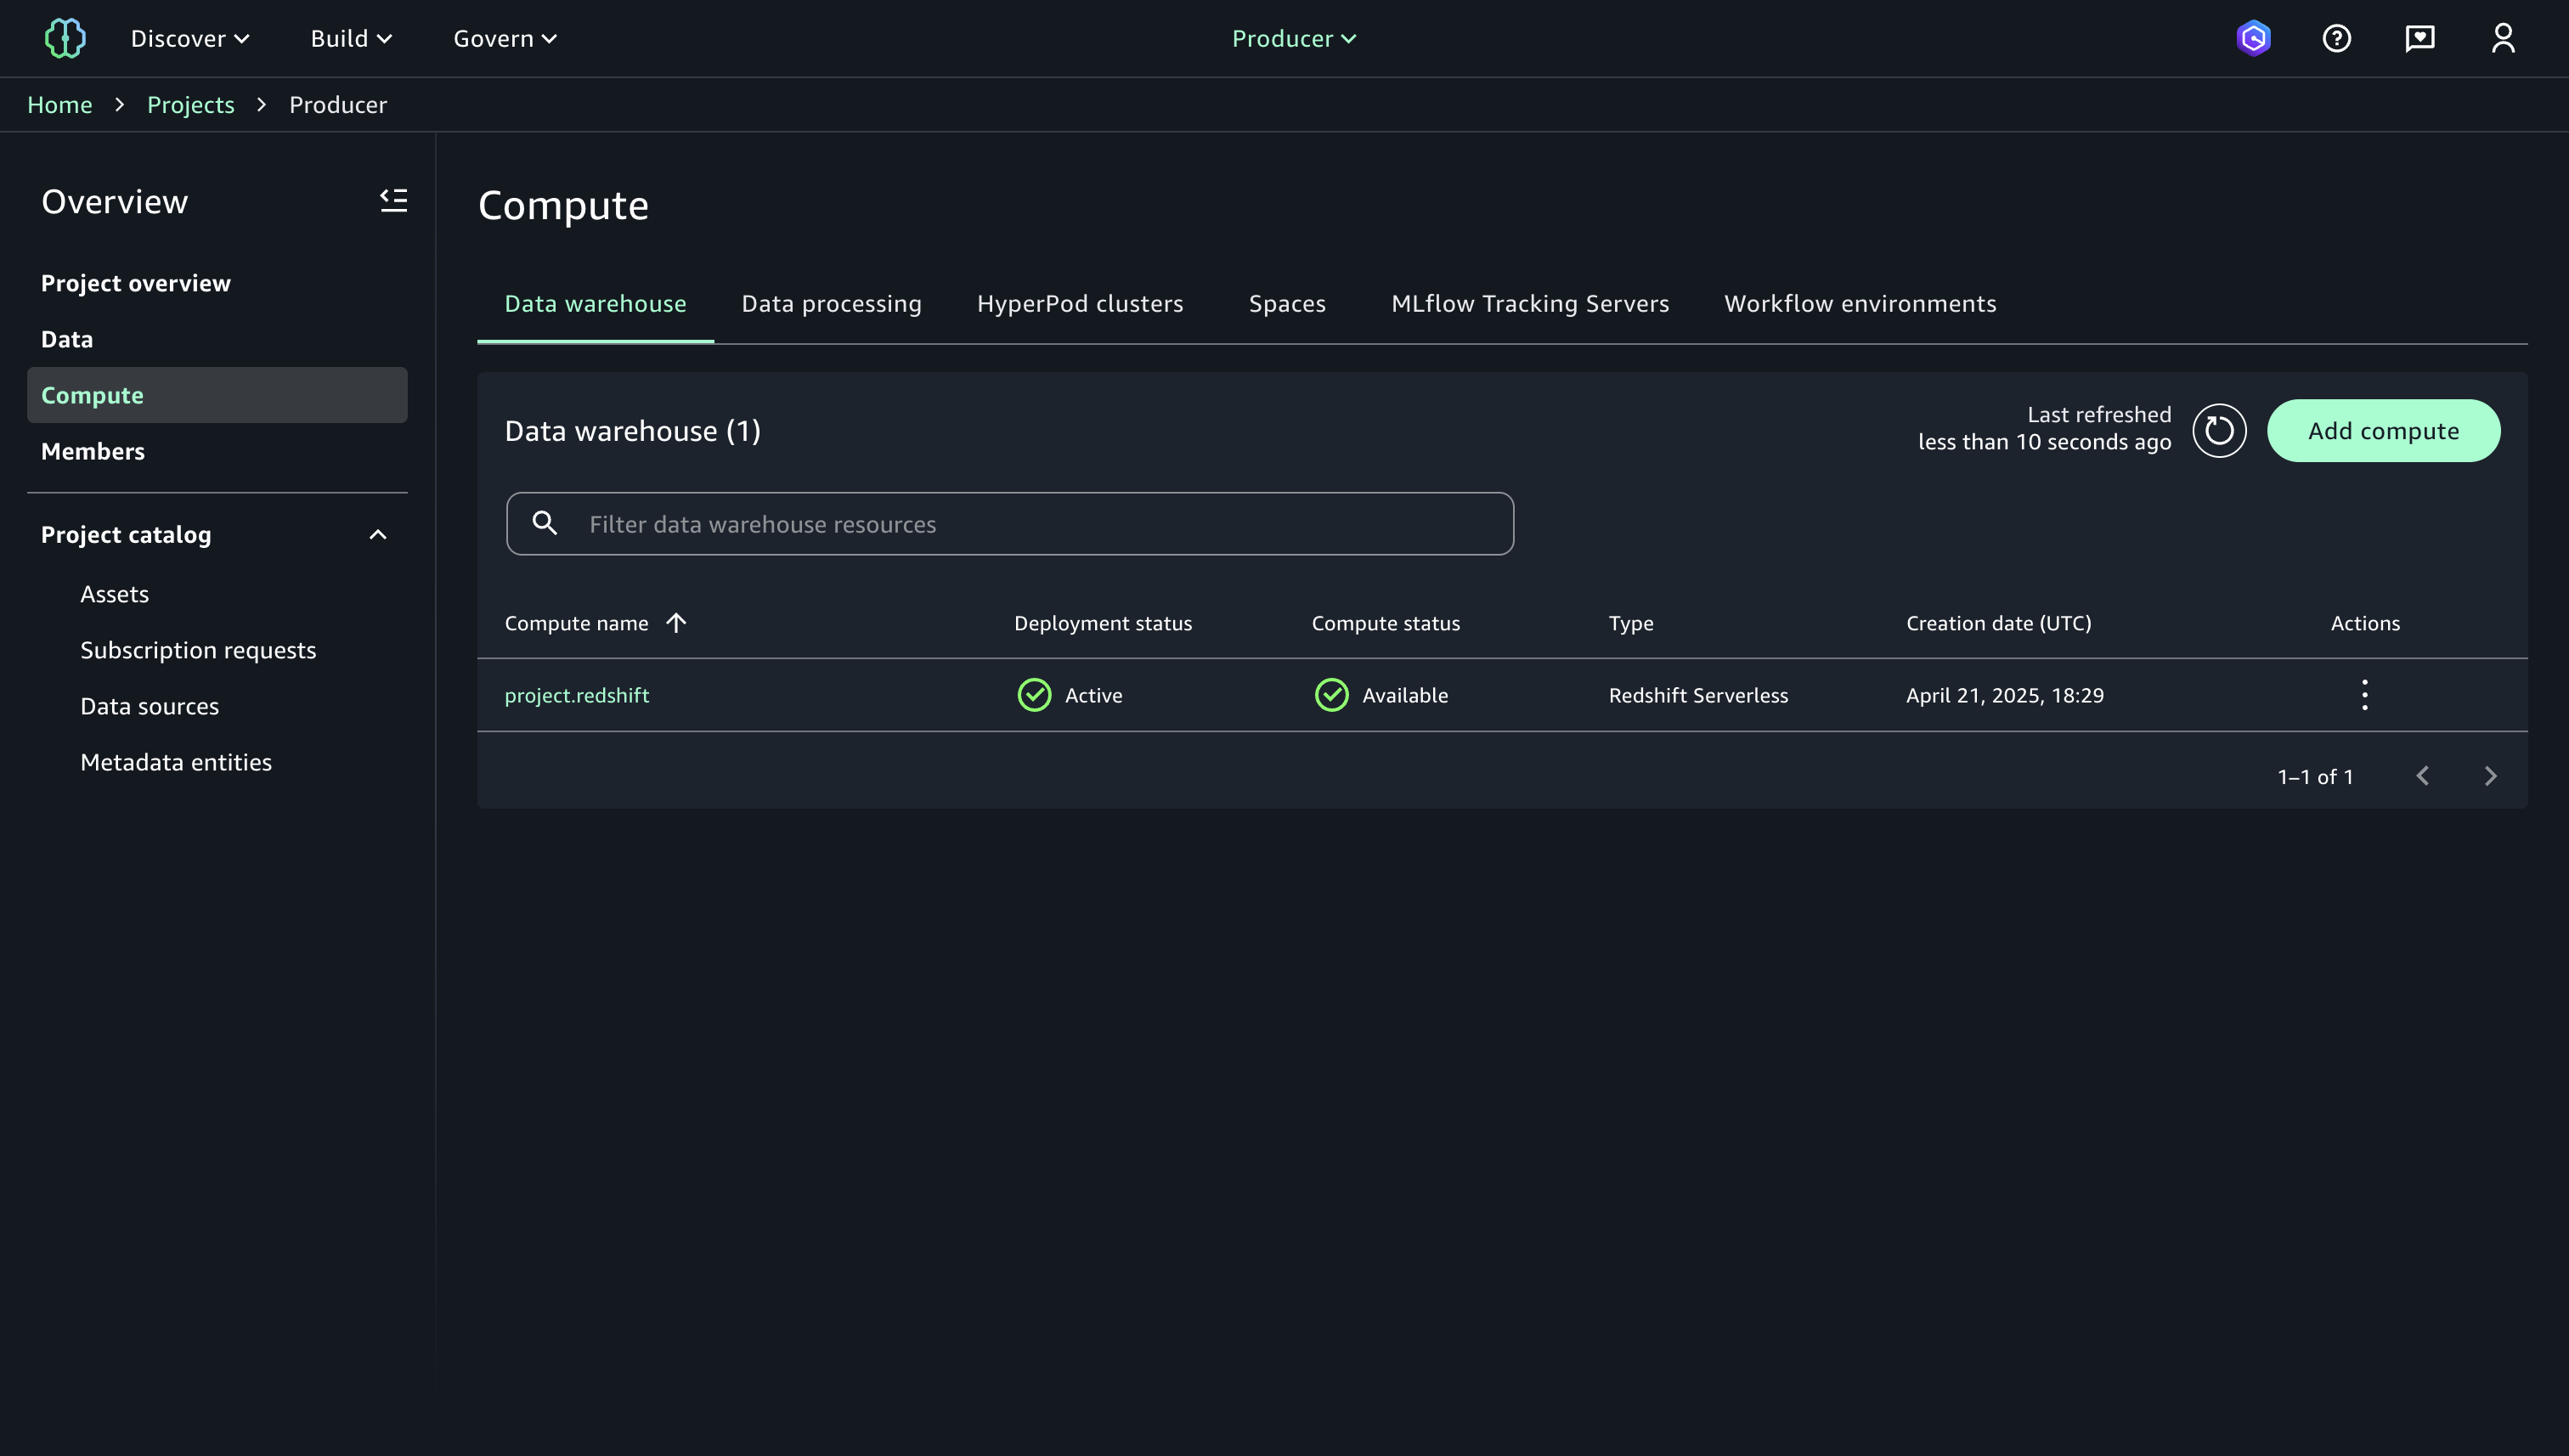 Discover
Build
Govern
Producer
Home
Projects
Producer
Overview
Project overview
Data
Compute
Members
Project catalog
Assets
Subscription requests
Data sources
Metadata entities
Compute
Data warehouse
Data processing
HyperPod clusters
Spaces
MLflow Tracking Servers
Workflow environments
Data warehouse (1)
Last refreshed
less than 10 seconds ago
Add compute
Filter data warehouse resources
Compute name
Deployment status
Compute status
Type
Creation date (UTC)
Actions
project.redshift
Active
Available
Redshift Serverless
April 21, 2025, 18:29
1–1 of 1